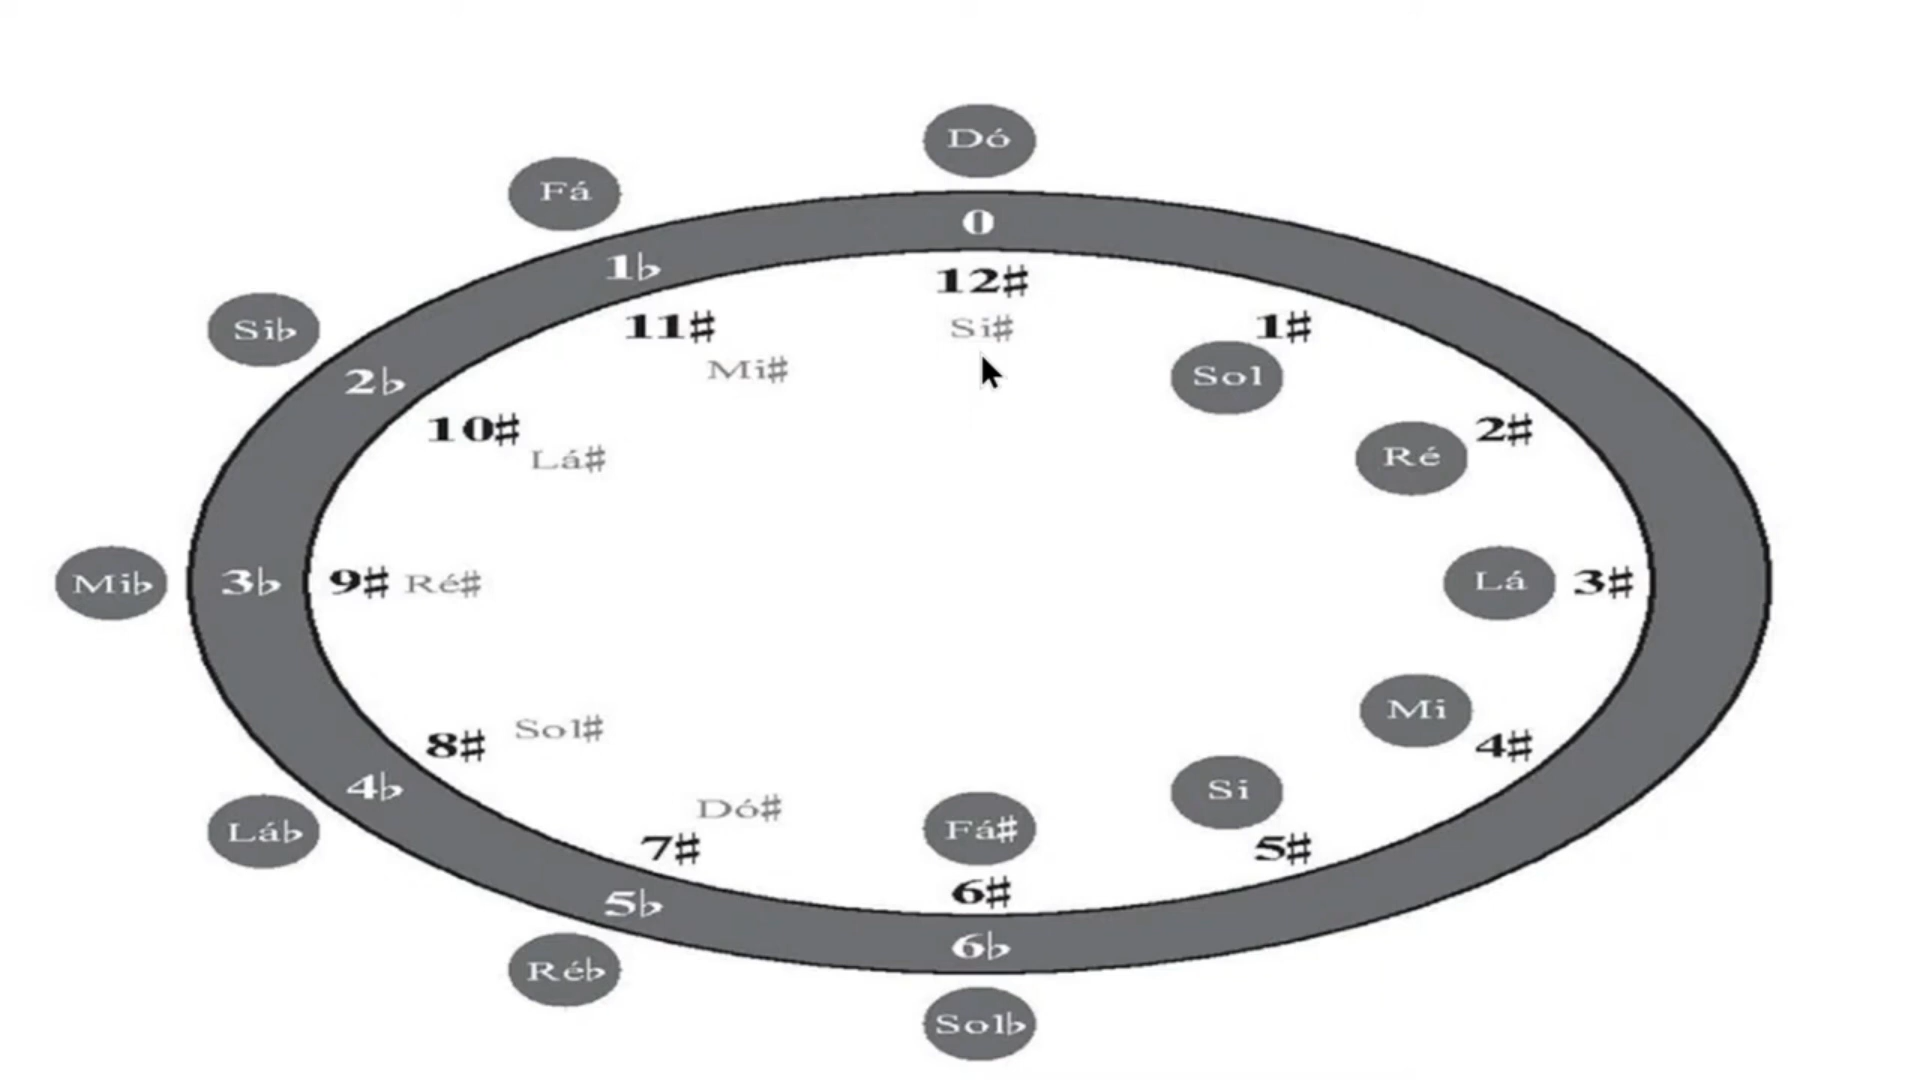 Dó
Fá
0
1♭
12♯
Si♭
11♯
Si♯
1♯
Mi♯
2♭
Sol
10♯
2♯
Lá♯
Ré
Mi♭
3♭
9♯ Ré♯
Lá
3♯
Mi
Sol♯
8♯
4♯
4♭
Si
Dó♯
Lá♭
Fá♯
7♯
5♯
6♯
5♭
6♭
Ré♭
Sol♭